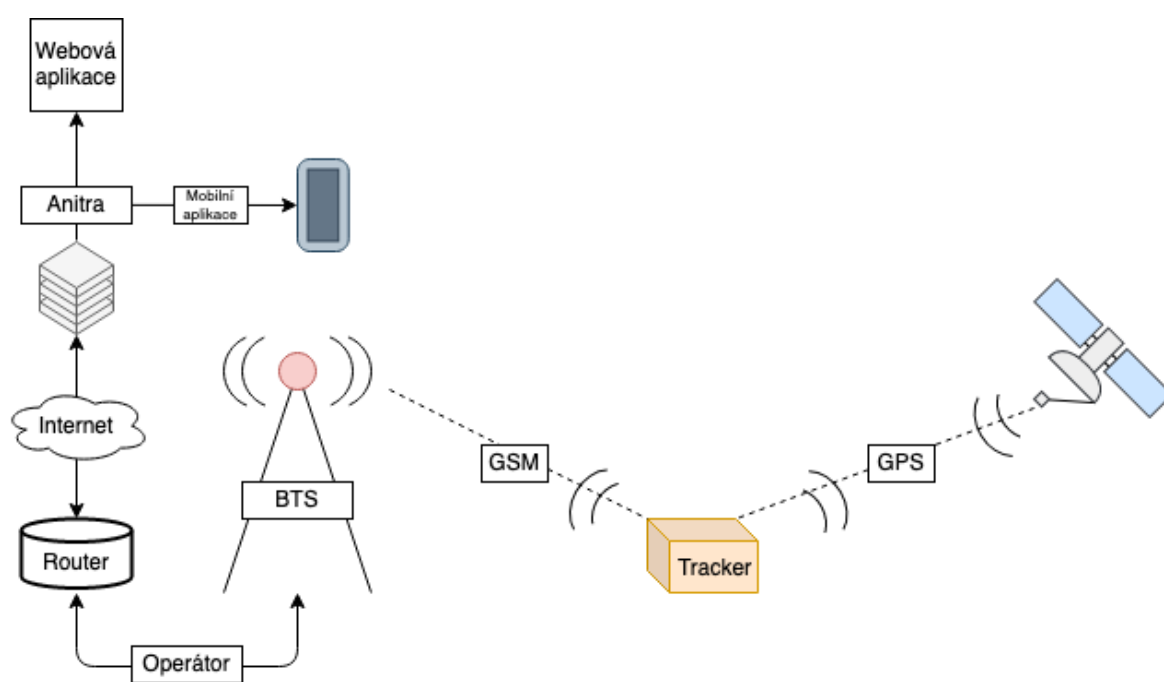 Webová
aplikace
Anitra
Mobilní
aplikace
Internet
GSM
GPS
BTS
Router
Tracker
Operátor